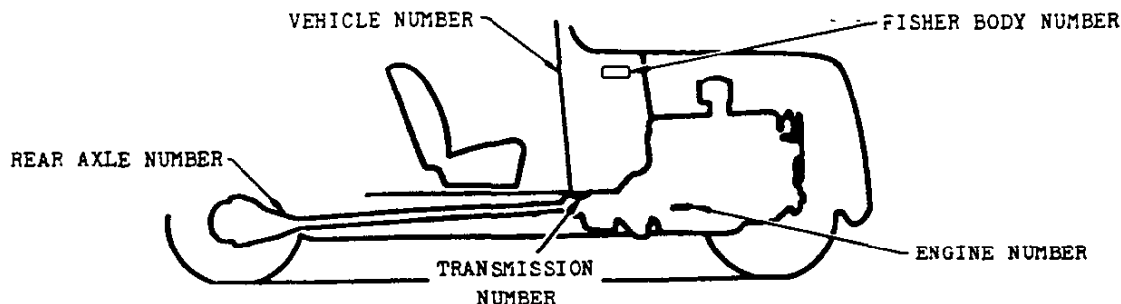 VEHICLE NUMBER
FISHER BODY NUMBER
REAR AXLE NUMBER
ENGINE NUMBER
TRANSMISSION
NUMBER